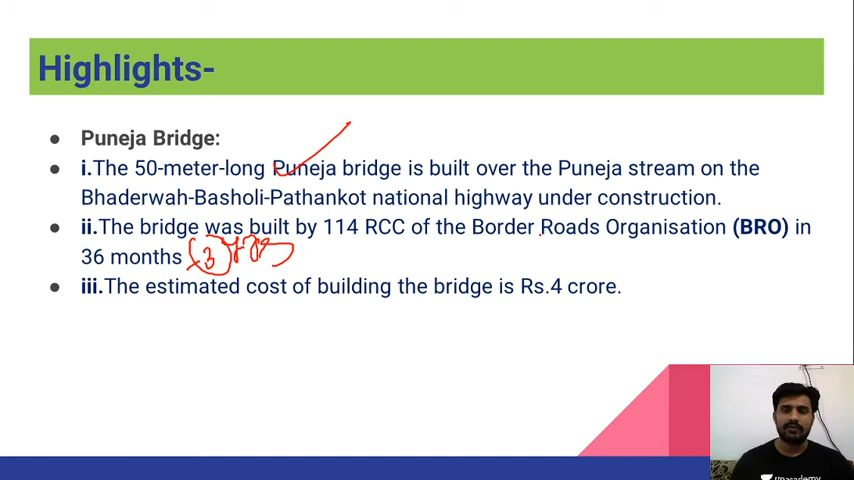 Highlights-
● Puneja Bridge:
● i.The 50-meter-long Puneja bridge is built over the Puneja stream on the
Bhaderwah-Basholi-Pathankot national highway under construction.
● ii.The bridge was built by 114 RCC of the Border Roads Organisation (BRO) in
36 months (3)
● iii.The estimated cost of building the bridge is Rs.4 crore.
unacademy